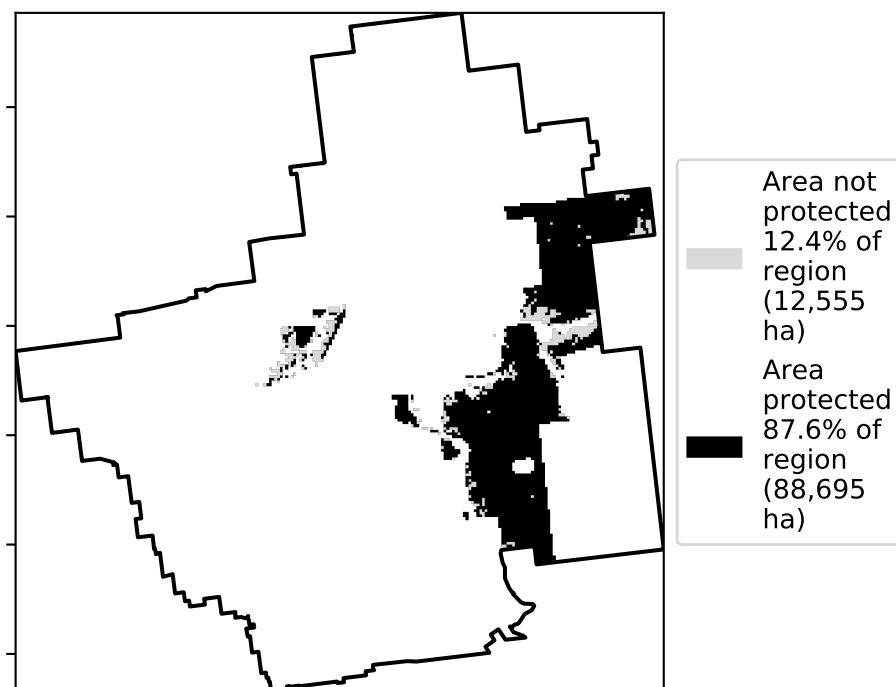 Area not
protected
12.4% of
region
(12,555
ha)
Area
protected
87.6% of
region
(88,695
ha)